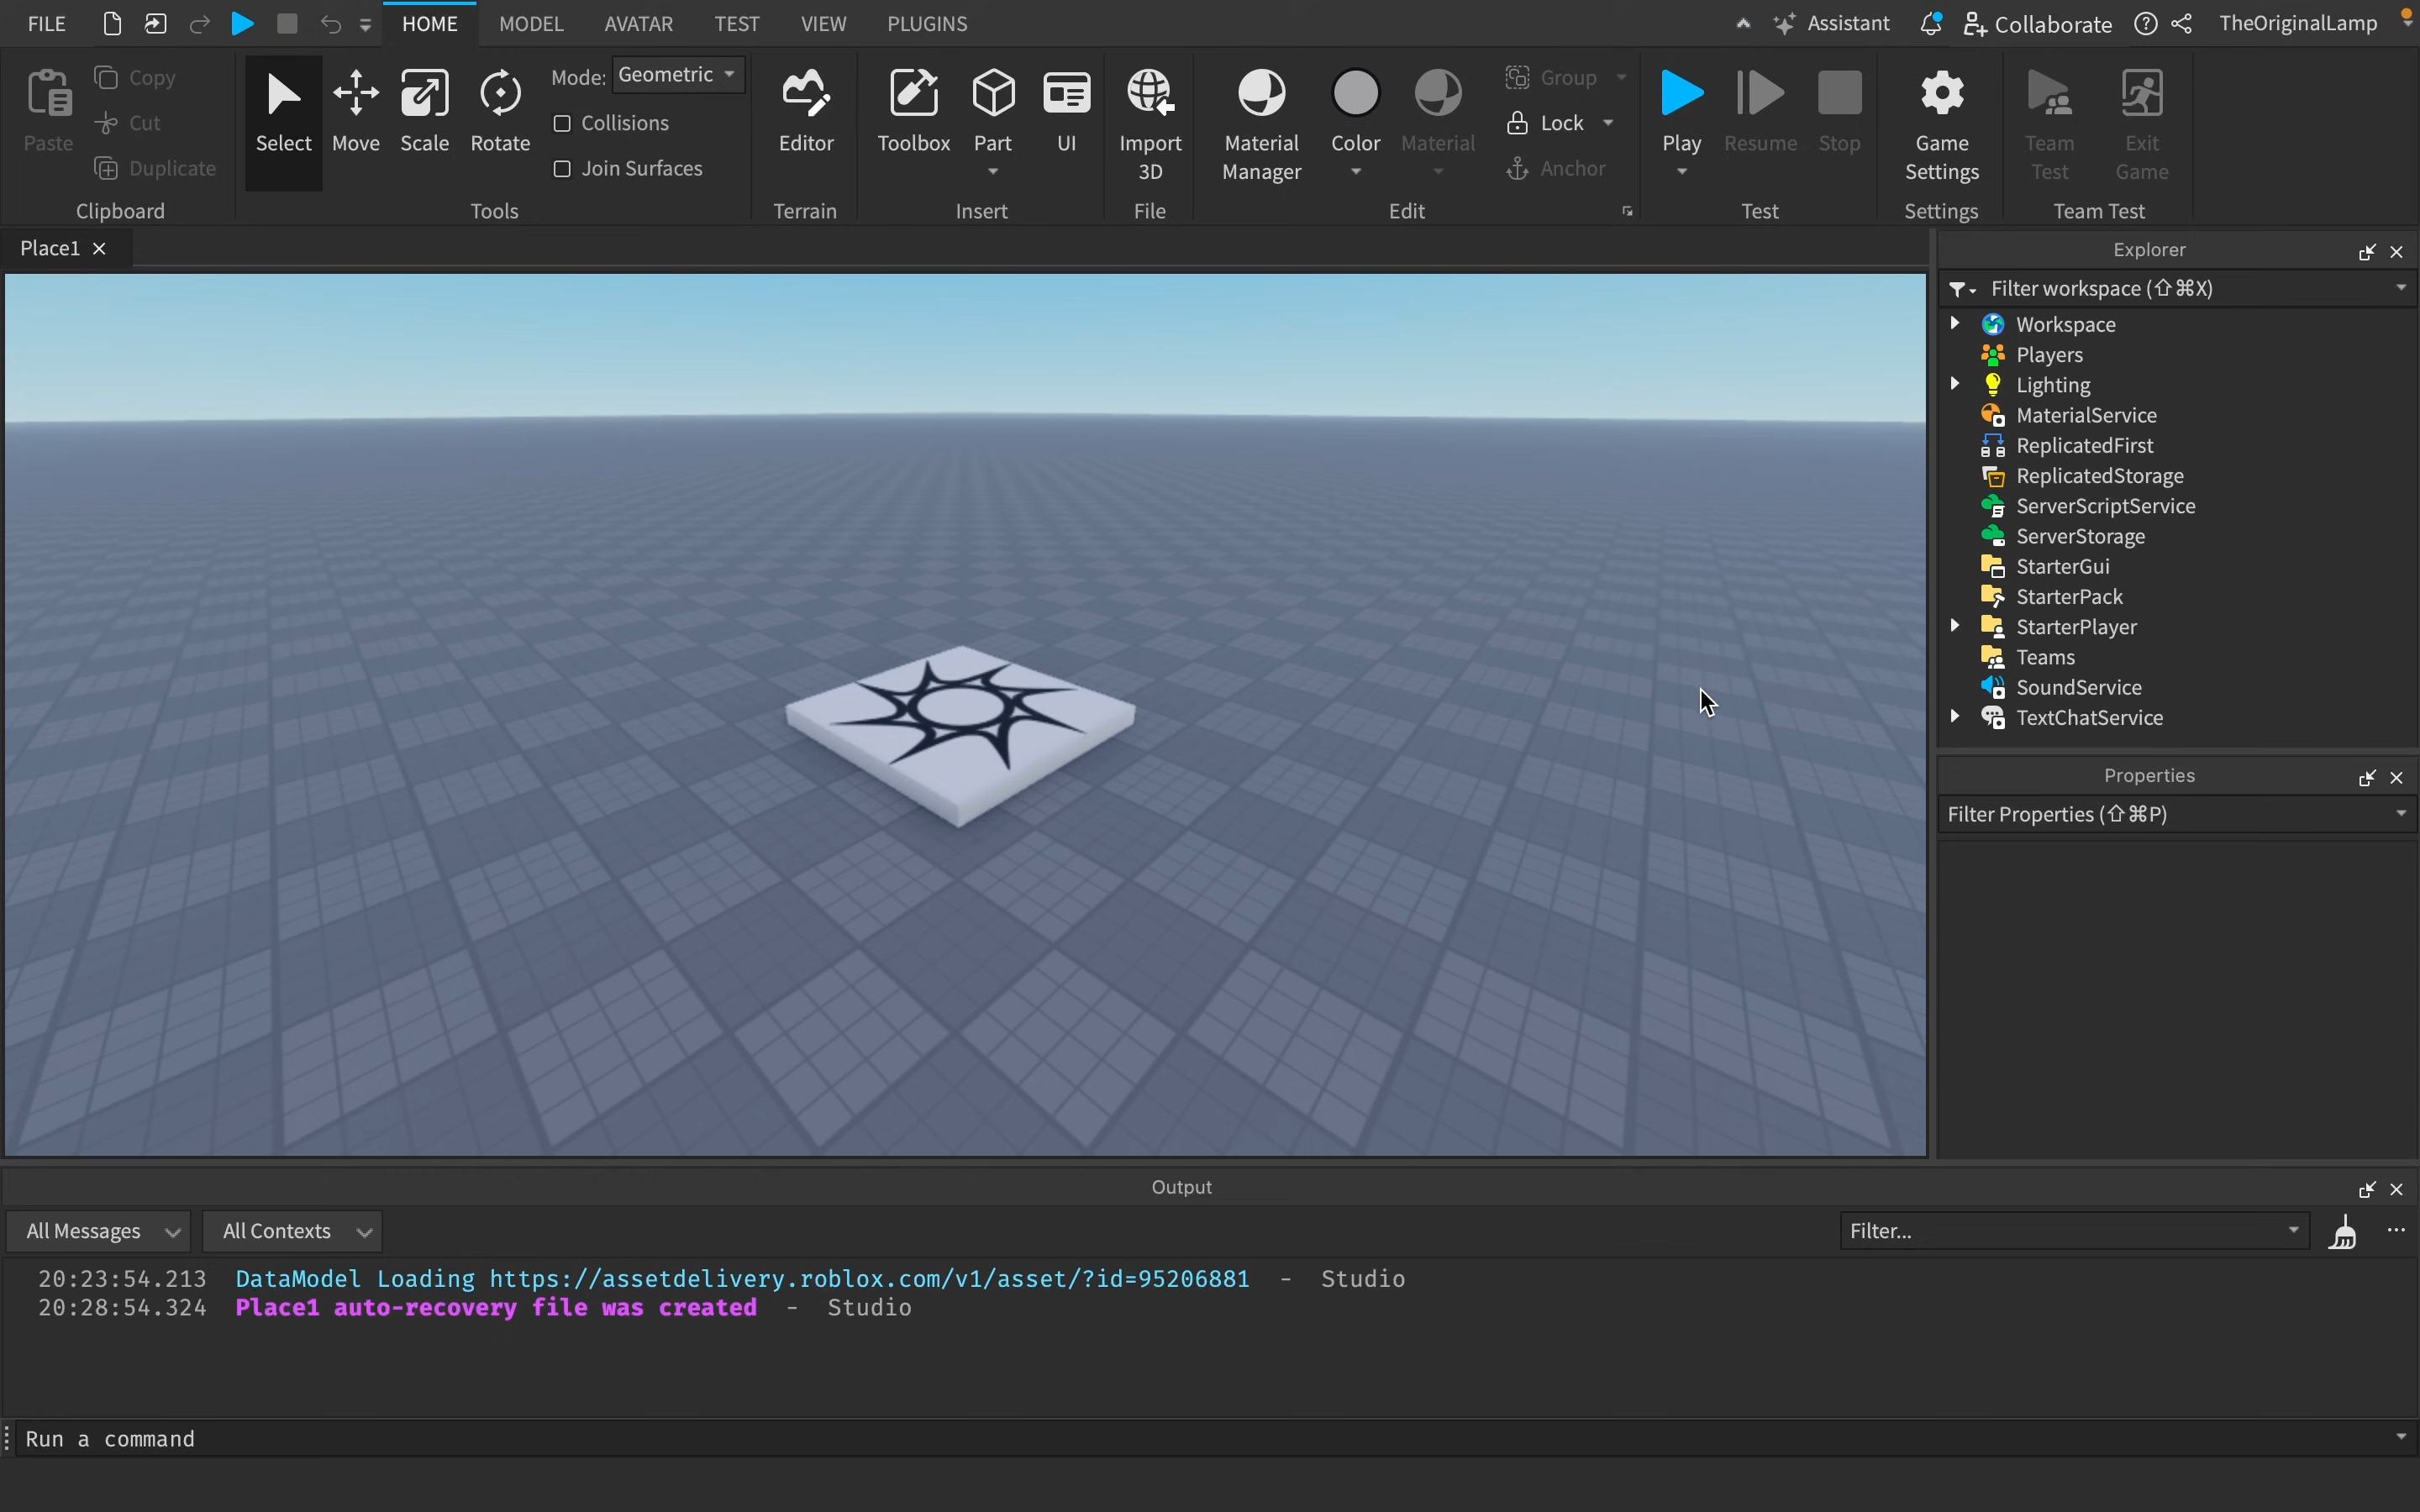 FILE HOME MODEL AVATAR TEST VIEW PLUGINS Assistant Collaborate TheOriginalLamp
Paste
Copy
Cut
Duplicate
Clipboard
Select Move Scale Rotate
Mode: Geometric
Collisions
Join Surfaces
Tools
Editor
Terrain
Toolbox Part UI
Insert
Import
3D
File
Material
Manager
Color
Material
Group
Lock
Anchor
Edit
Play Resume Stop
Test
Game
Settings
Settings
Team
Test
Exit
Game
Team Test
Place1
Explorer
Filter workspace (⇧⌘X)
Workspace
Players
Lighting
MaterialService
ReplicatedFirst
ReplicatedStorage
ServerScriptService
ServerStorage
StarterGui
StarterPack
StarterPlayer
Teams
SoundService
TextChatService
Properties
Filter Properties (⇧⌘P)
Output
All Messages All Contexts Filter...
20:23:54.213 DataModel Loading https://assetdelivery.roblox.com/v1/asset/?id=95206881 - Studio
20:28:54.324 Place1 auto-recovery file was created - Studio
Run a command